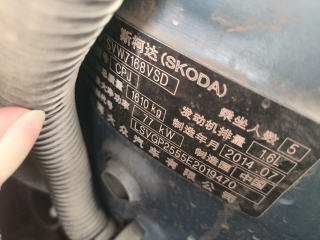 斯柯达(SKODA)
SVW7168VSD 乘坐人数 5
CPJ 发动机排量 1.6L
1610 kg 制造年月 2014.07
77 kW 制造国 中国
LSVGP2555E2019470
大众汽车有限公司